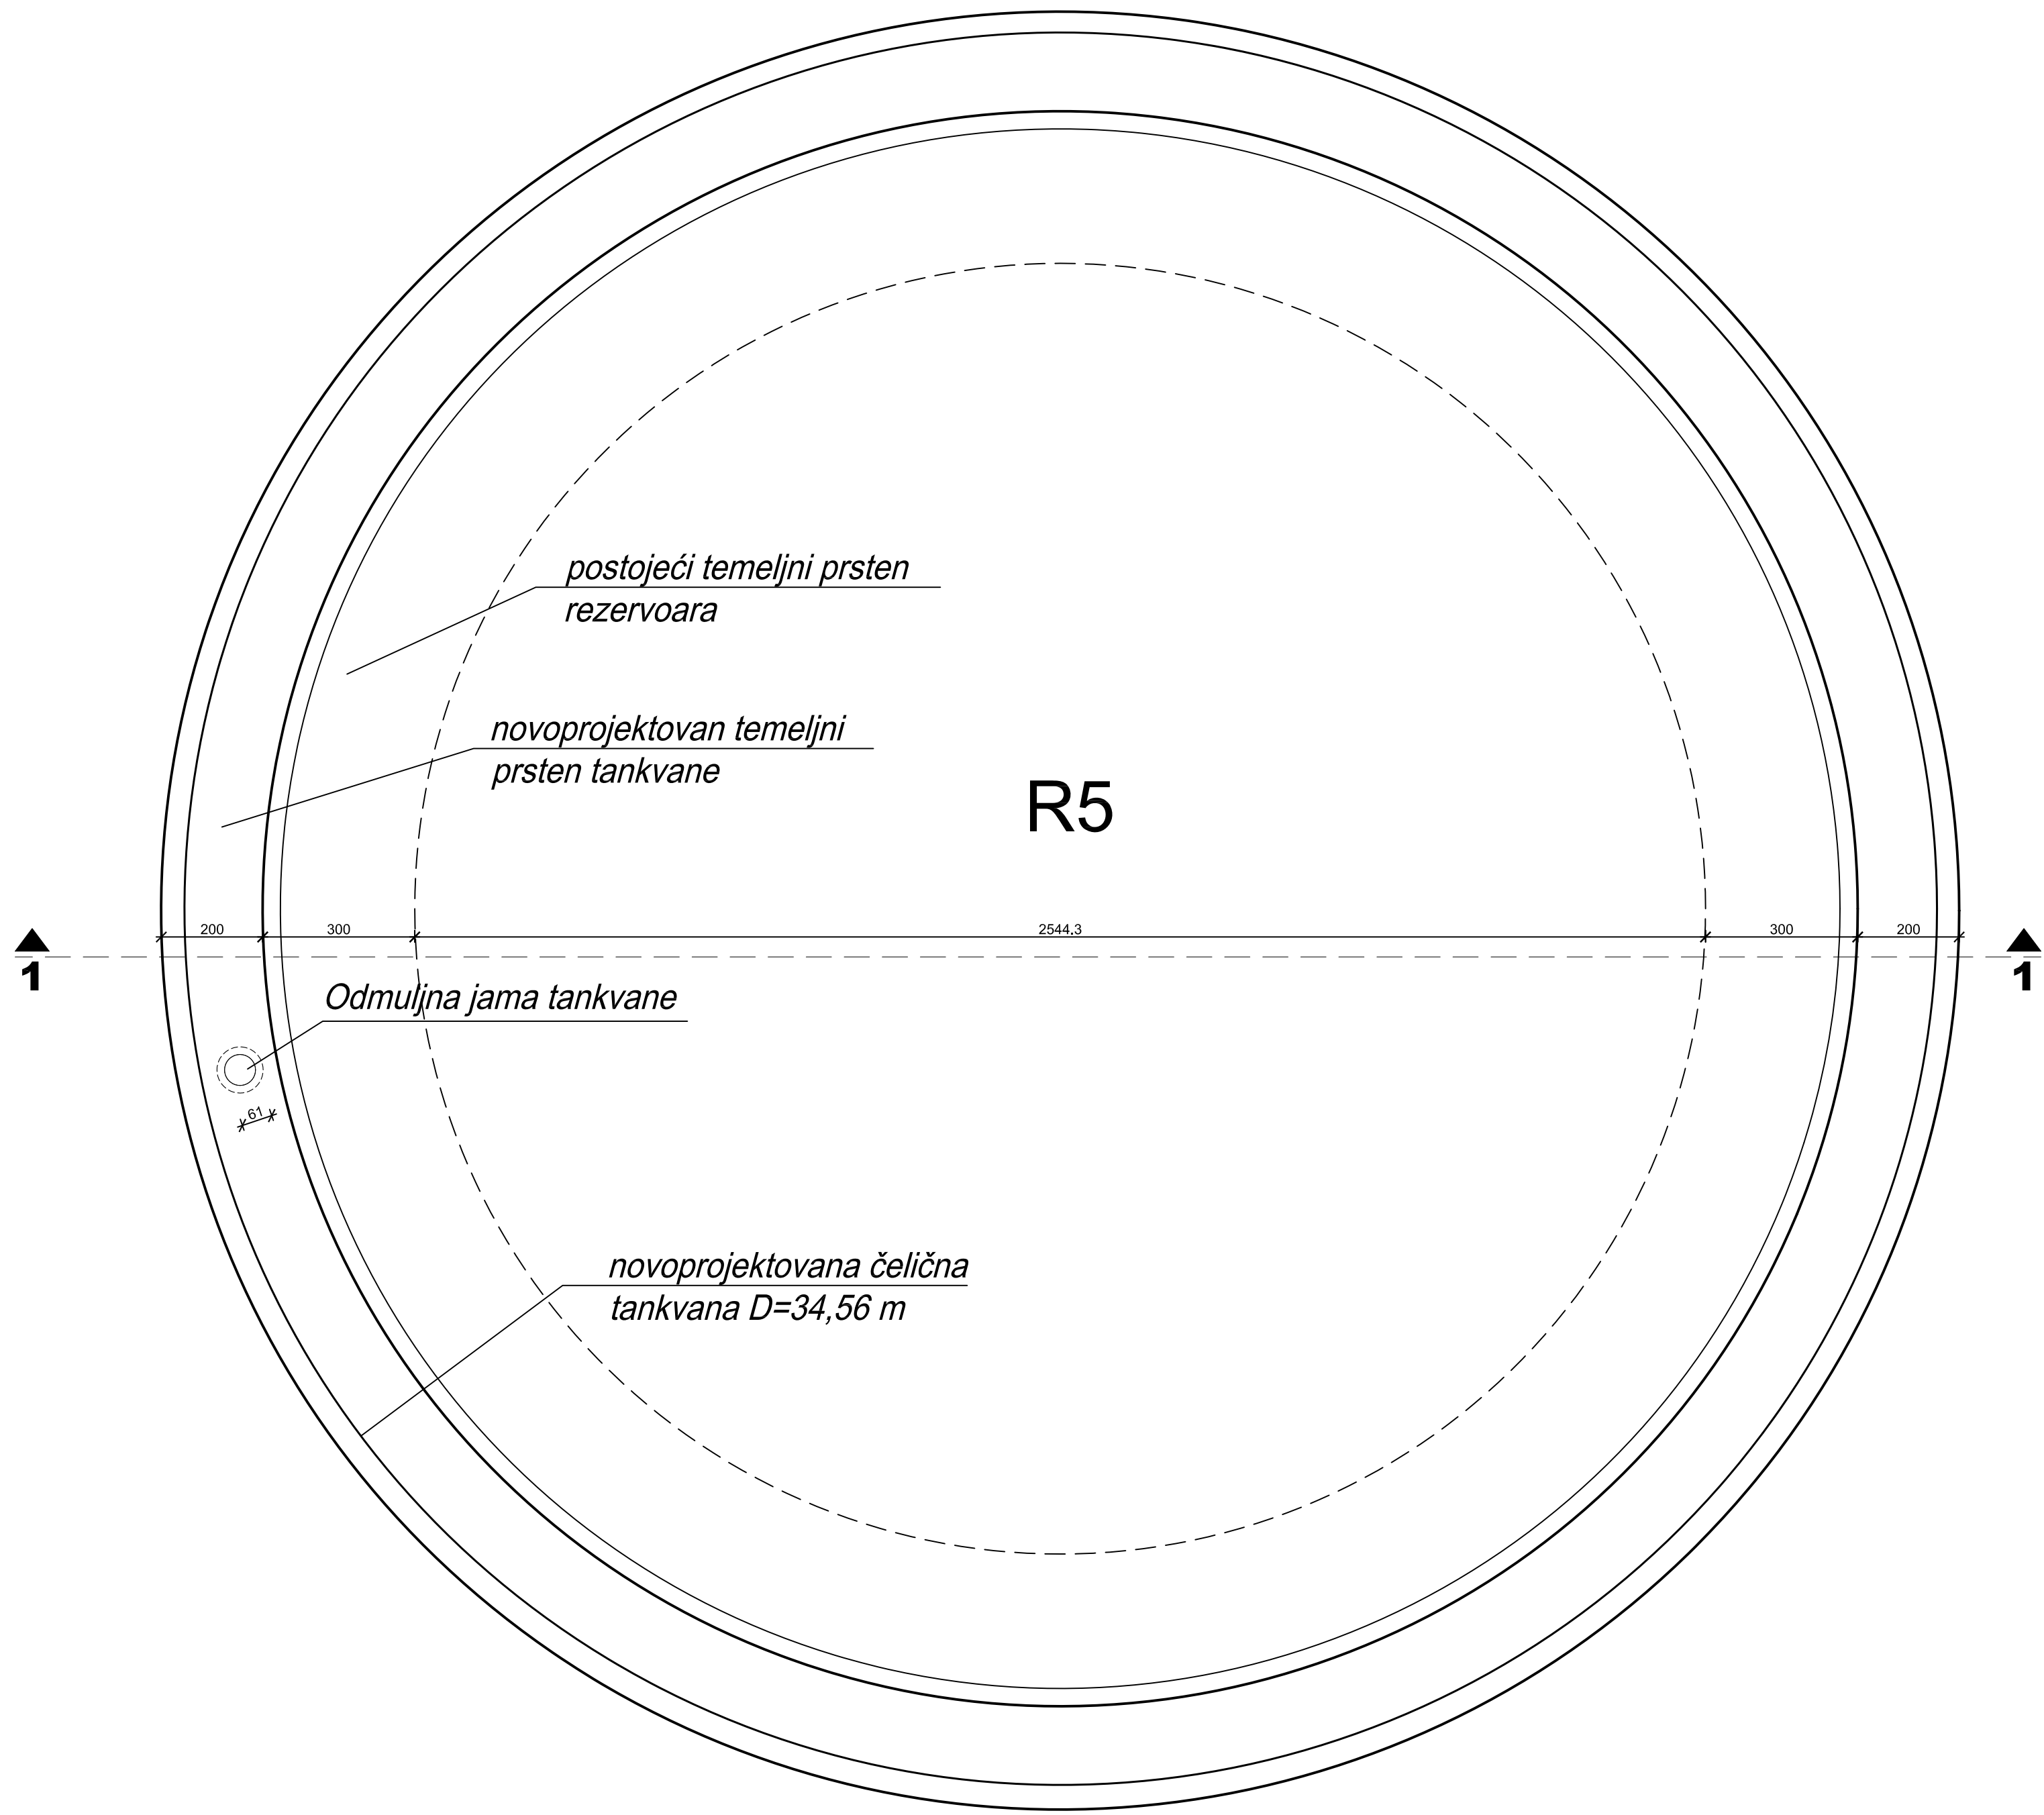 postojeći temeljni prsten
rezervoara
novoprojektovan temeljni
prsten tankvane
R5
200 300 2544.3 300 200
1 1
Odmuljna jama tankvane
61
novoprojektovana čelična
tankvana D=34,56 m